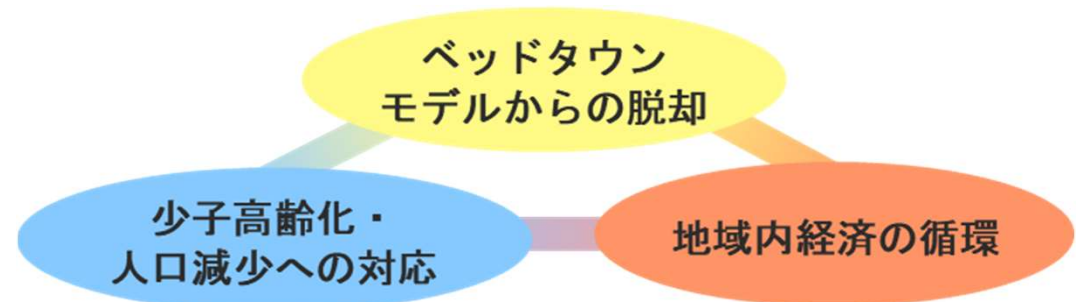 ベッドタウン
モデルからの脱却
少子高齢化・
人口減少への対応
地域内経済の循環